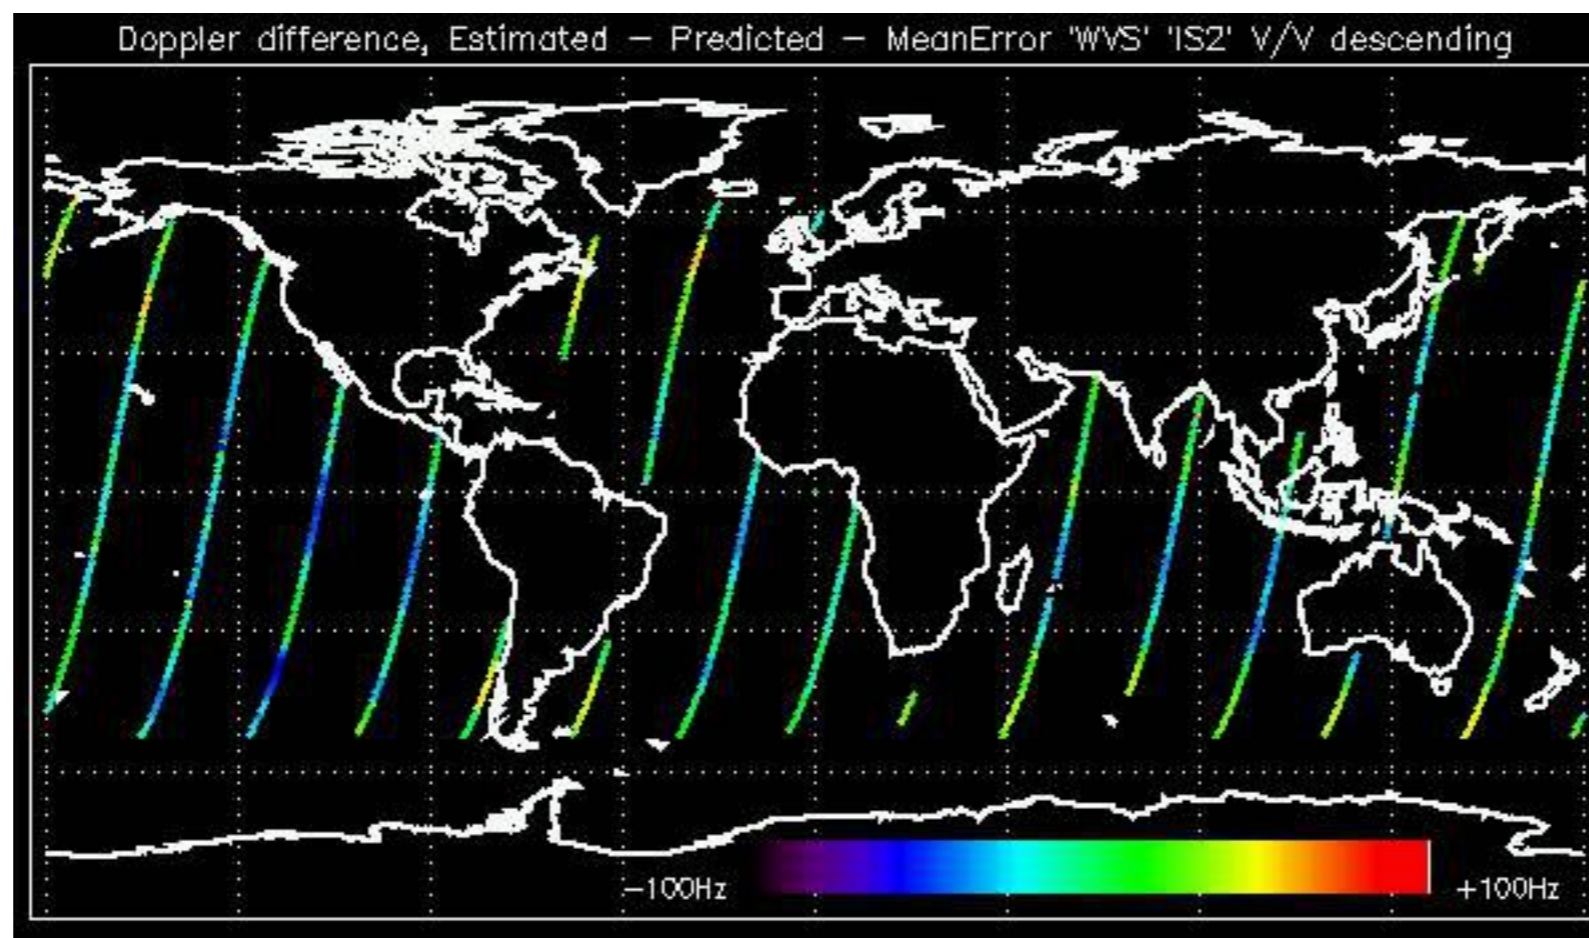 Doppler difference, Estimated - Predicted - MeanError 'WVS' 'IS2' V/V descending
-100Hz +100Hz